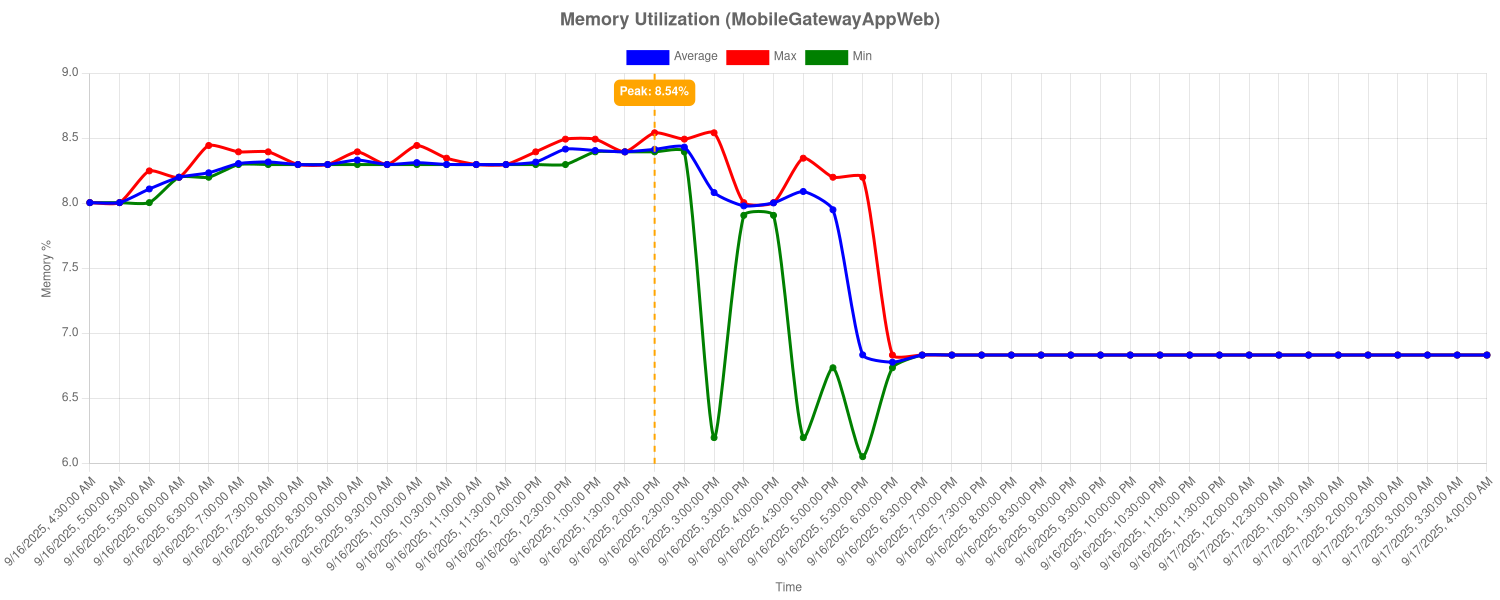 Memory Utilization (MobileGatewayAppWeb)
Average Max Min
9.0
Peak: 8.54%
8.5
8.0
7.5
Memory %
7.0
6.5
6.0
9/16/2025, 4:30:00 AM
9/16/2025, 5:00:00 AM
9/16/2025, 5:30:00 AM
9/16/2025, 6:00:00 AM
9/16/2025, 6:30:00 AM
9/16/2025, 7:00:00 AM
9/16/2025, 7:30:00 AM
9/16/2025, 8:00:00 AM
9/16/2025, 8:30:00 AM
9/16/2025, 9:00:00 AM
9/16/2025, 9:30:00 AM
9/16/2025, 10:00:00 AM
9/16/2025, 10:30:00 AM
9/16/2025, 11:00:00 AM
9/16/2025, 11:30:00 AM
9/16/2025, 12:00:00 PM
9/16/2025, 12:30:00 PM
9/16/2025, 1:00:00 PM
9/16/2025, 1:30:00 PM
9/16/2025, 2:00:00 PM
9/16/2025, 2:30:00 PM
9/16/2025, 3:00:00 PM
9/16/2025, 3:30:00 PM
9/16/2025, 4:00:00 PM
9/16/2025, 4:30:00 PM
9/16/2025, 5:00:00 PM
9/16/2025, 5:30:00 PM
9/16/2025, 6:00:00 PM
9/16/2025, 6:30:00 PM
9/16/2025, 7:00:00 PM
9/16/2025, 7:30:00 PM
9/16/2025, 8:00:00 PM
9/16/2025, 8:30:00 PM
9/16/2025, 9:00:00 PM
9/16/2025, 9:30:00 PM
9/16/2025, 10:00:00 PM
9/16/2025, 10:30:00 PM
9/16/2025, 11:00:00 PM
9/16/2025, 11:30:00 PM
9/17/2025, 12:00:00 AM
9/17/2025, 12:30:00 AM
9/17/2025, 1:00:00 AM
9/17/2025, 1:30:00 AM
9/17/2025, 2:00:00 AM
9/17/2025, 2:30:00 AM
9/17/2025, 3:00:00 AM
9/17/2025, 3:30:00 AM
9/17/2025, 4:00:00 AM
Time